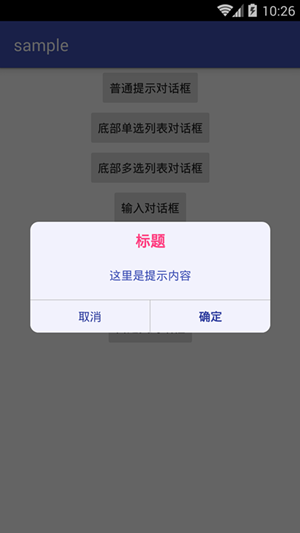 10:26
sample
普通提示对话框
底部单选列表对话框
底部多选列表对话框
输入对话框
标题
这里是提示内容
取消
确定